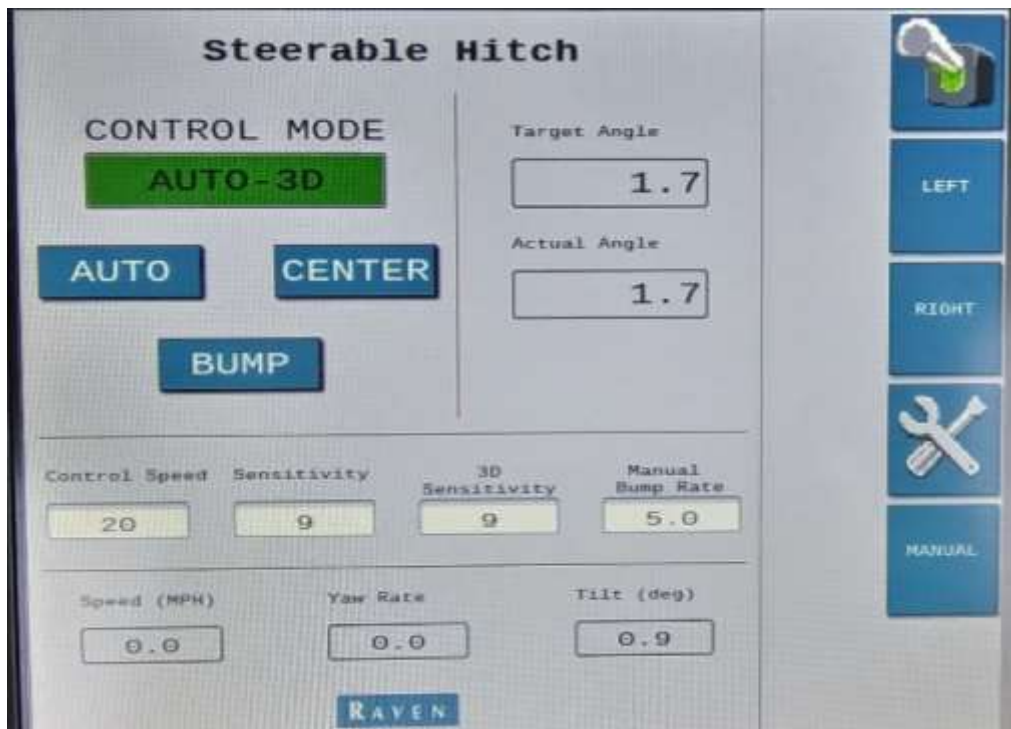 Steerable Hitch
CONTROL MODE
AUTO-3D
AUTO
CENTER
BUMP
Target Angle
1.7
Actual Angle
1.7
Control Speed
20
Sensitivity
9
3D
Sensitivity
9
Manual
Bump Rate
5.0
Speed (MPH)
0.0
Yaw Rate
0.0
Tilt (deg)
0.9
RAVEN
LEFT
RIGHT
MANUAL